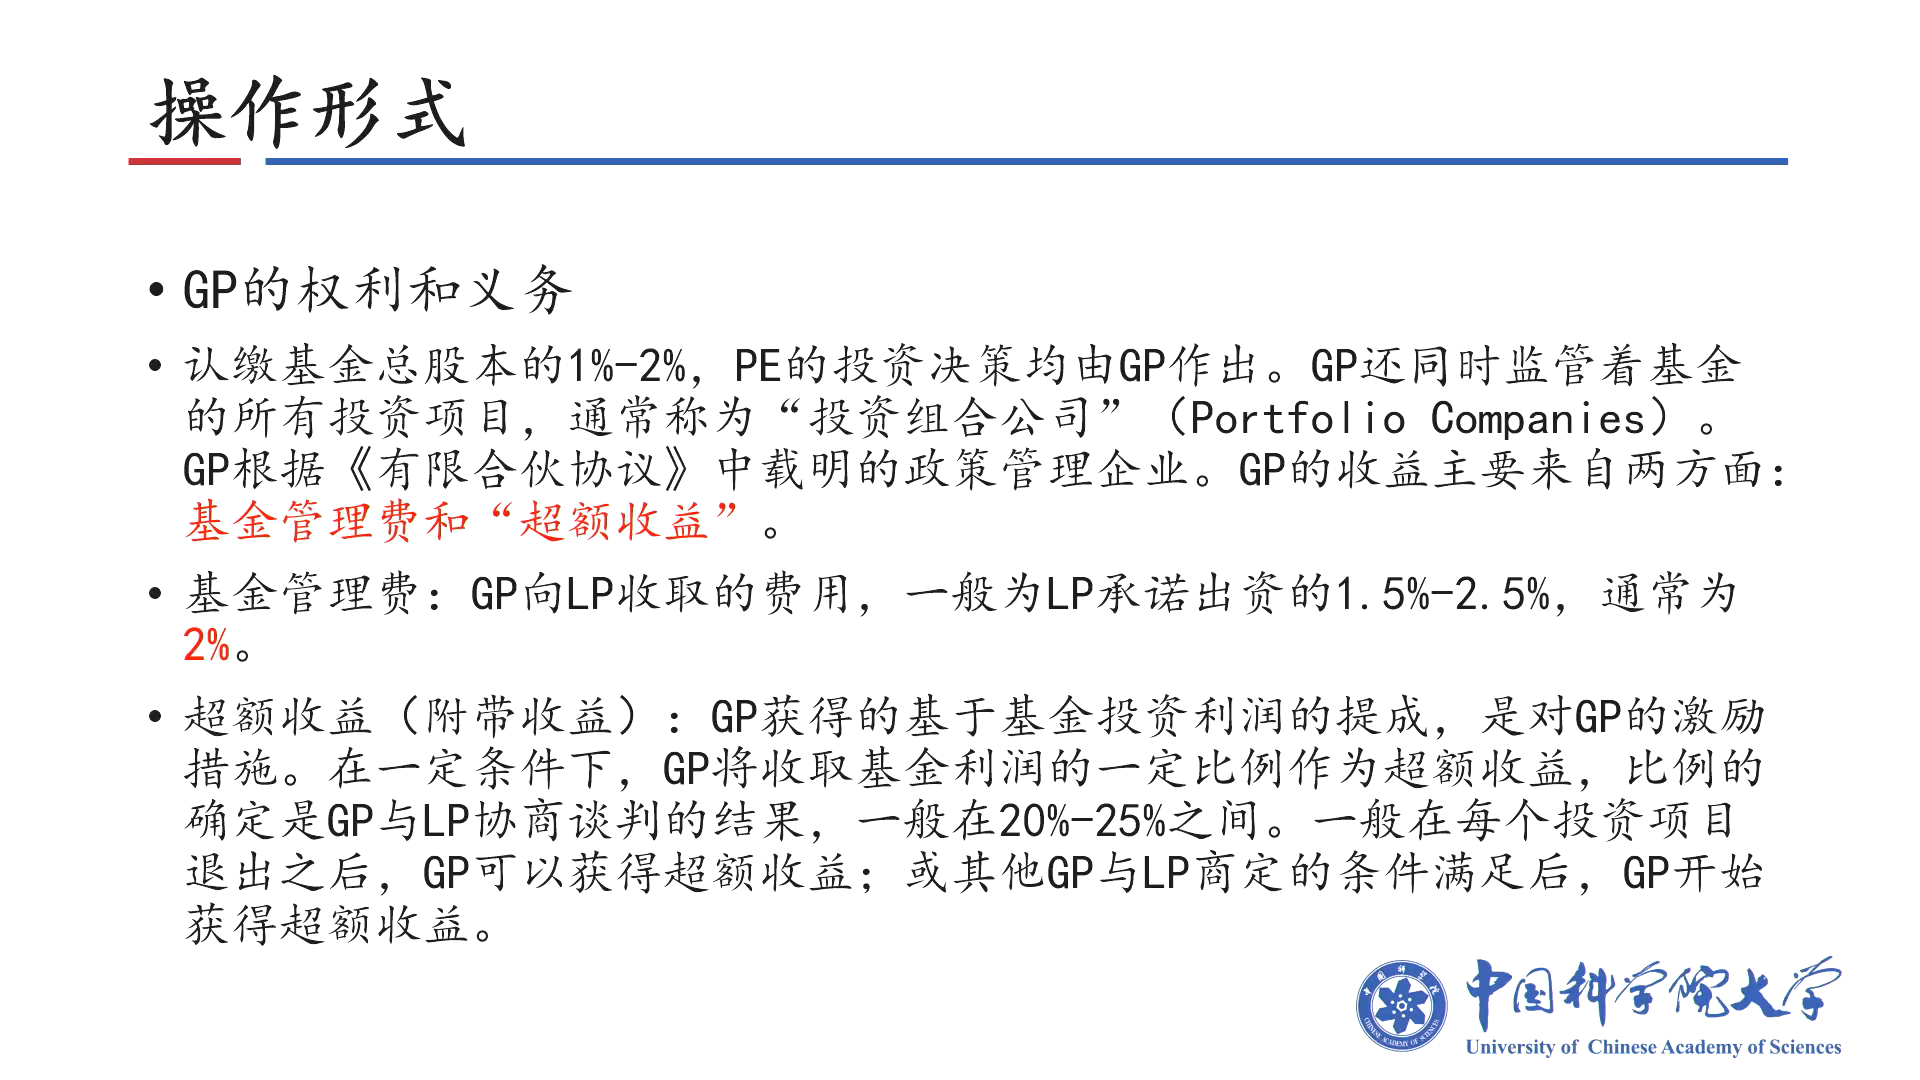 操作形式
• GP的权利和义务
• 认缴基金总股本的1%-2%，PE的投资决策均由GP作出。GP还同时监管着基金
的所有投资项目，通常称为“投资组合公司”（Portfolio Companies）。
GP根据《有限合伙协议》中载明的政策管理企业。GP的收益主要来自两方面：
基金管理费和“超额收益”。
• 基金管理费：GP向LP收取的费用，一般为LP承诺出资的1.5%-2.5%，通常为
2%。
• 超额收益（附带收益）：GP获得的基于基金投资利润的提成，是对GP的激励
措施。在一定条件下，GP将收取基金利润的一定比例作为超额收益，比例的
确定是GP与LP协商谈判的结果，一般在20%-25%之间。一般在每个投资项目
退出之后，GP可以获得超额收益；或其他GP与LP商定的条件满足后，GP开始
获得超额收益。
中国科学院
CHINESE ACADEMY OF SCIENCES
中国科学院大学
University of Chinese Academy of Sciences